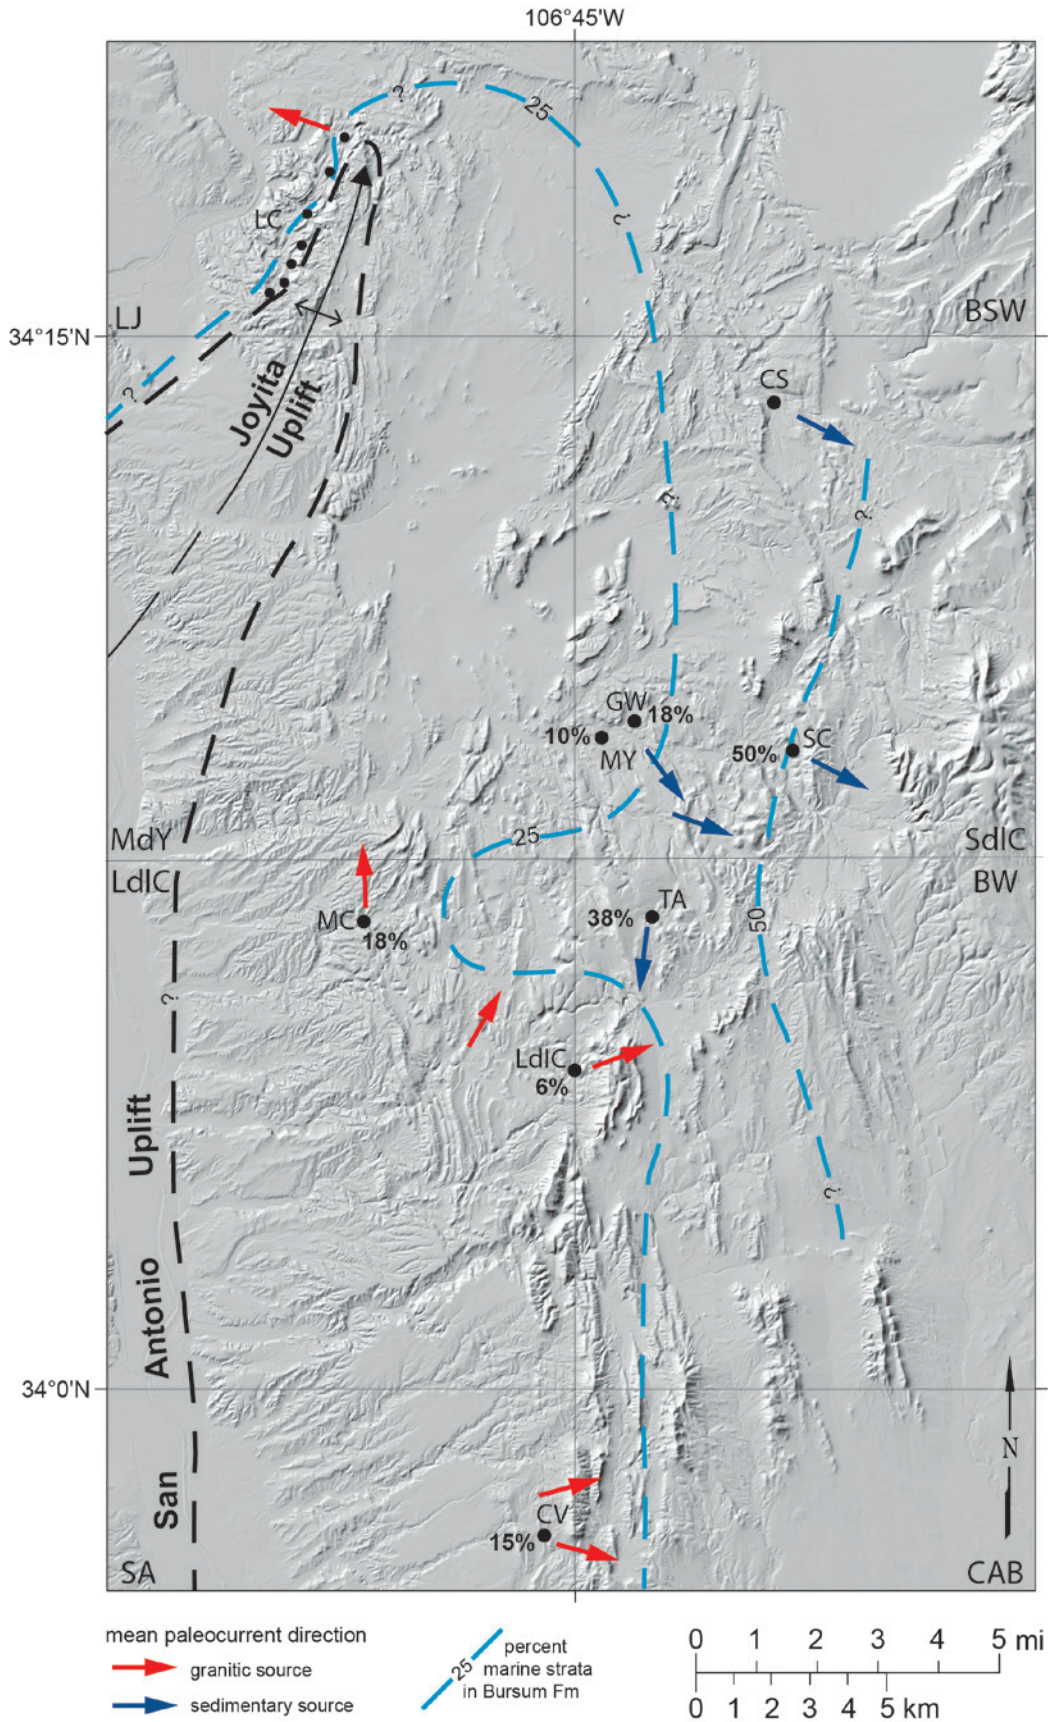 106°45'W
?
25
LC
?
LJ
BSW
34°15'N
CS
?
Joyita
Uplift
?
?
GW
18%
10%
MY
50%
SC
25
MdY
SdIC
LdIC
BW
MC
18%
38%
TA
50
?
LdIC
6%
Uplift
?
Antonio
34°0'N
San
N
CV
15%
SA
CAB
mean paleocurrent direction
granitic source
sedimentary source
25
percent
marine strata
in Bursum Fm
0 1 2 3 4 5 mi
0 1 2 3 4 5 km